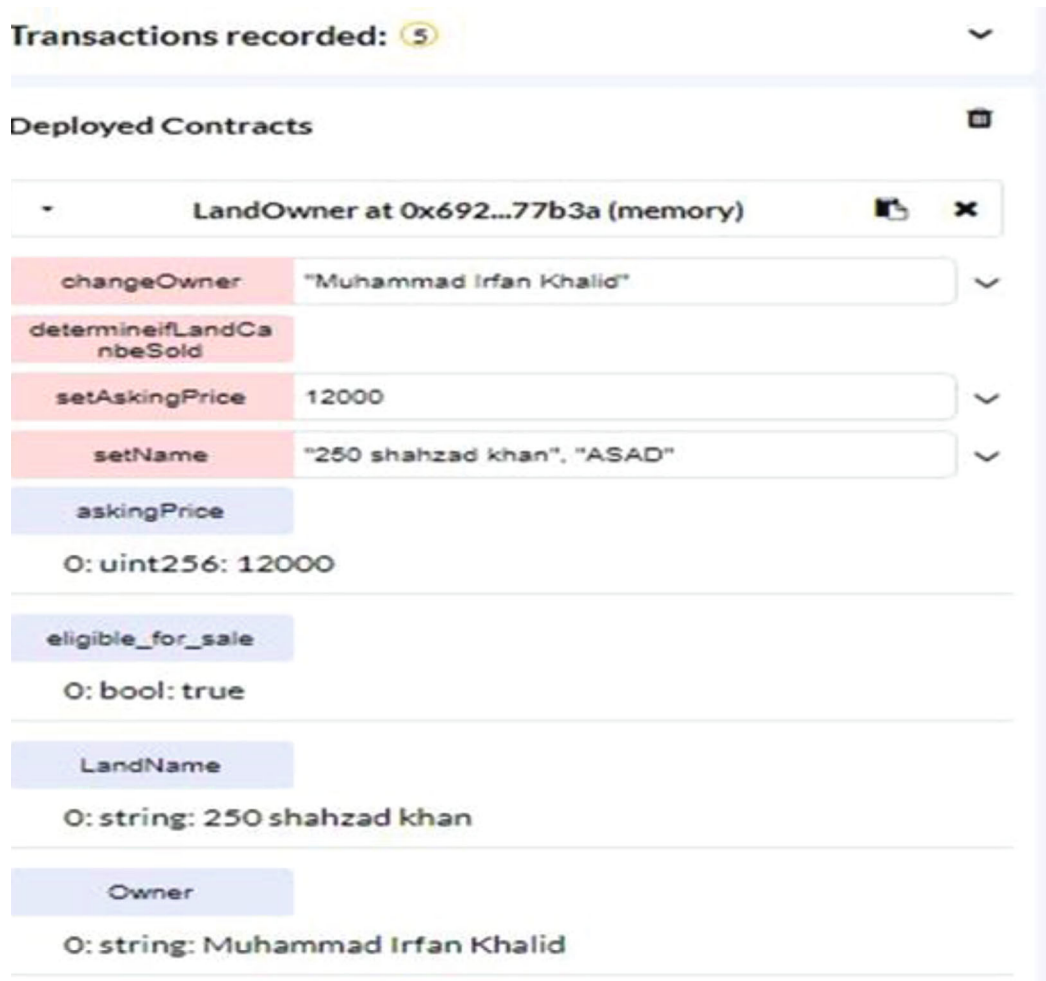 Transactions recorded: 5
Deployed Contracts
LandOwner at 0x692...77b3a (memory)
changeOwner "Muhammad Irfan Khalid"
determineifLandCa
nbeSold
setAskingPrice 12000
setName "250 shahzad khan", "ASAD"
askingPrice
0: uint256: 12000
eligible_for_sale
0: bool: true
LandName
0: string: 250 shahzad khan
Owner
0: string: Muhammad Irfan Khalid